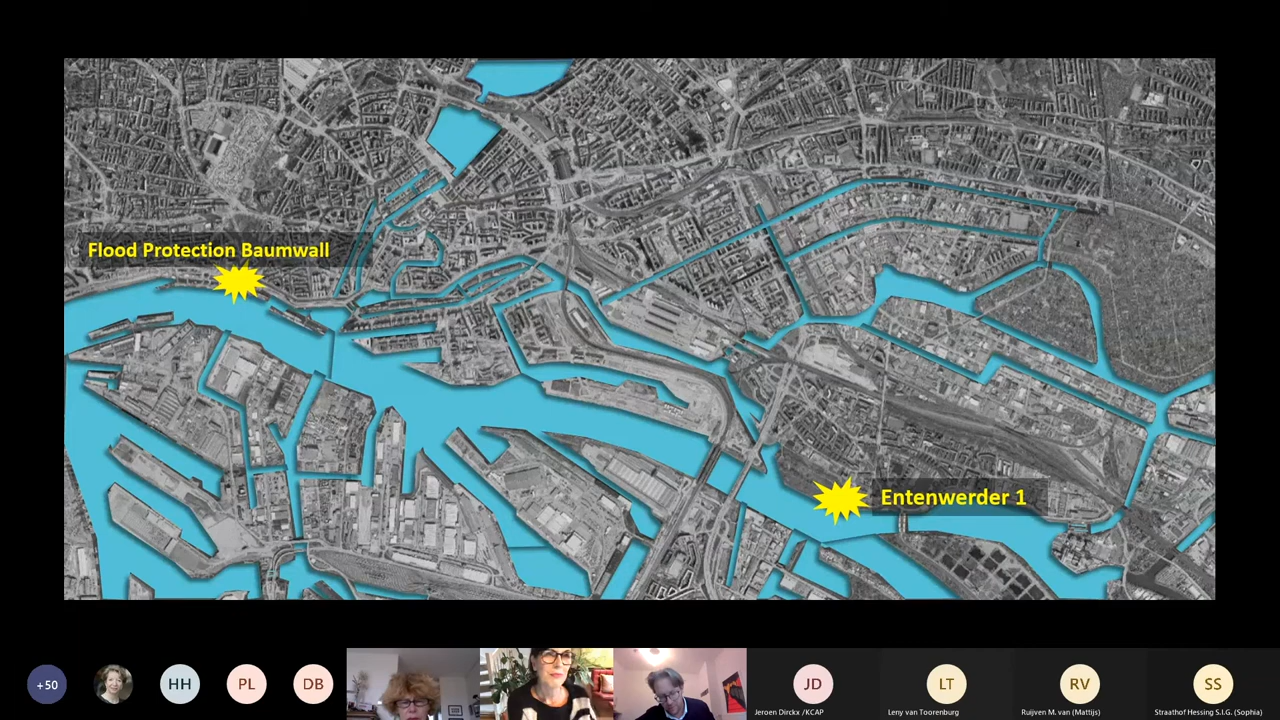 Flood Protection Baumwall
Entenwerder 1
+50
HH
PL
DB
JD
LT
RV
SS
Jeroen Dirckx /KCAP
Leny van Toorenburg
Ruijven M. van (Mattijs)
Straathof Hessing S.I.G. (Sophia)